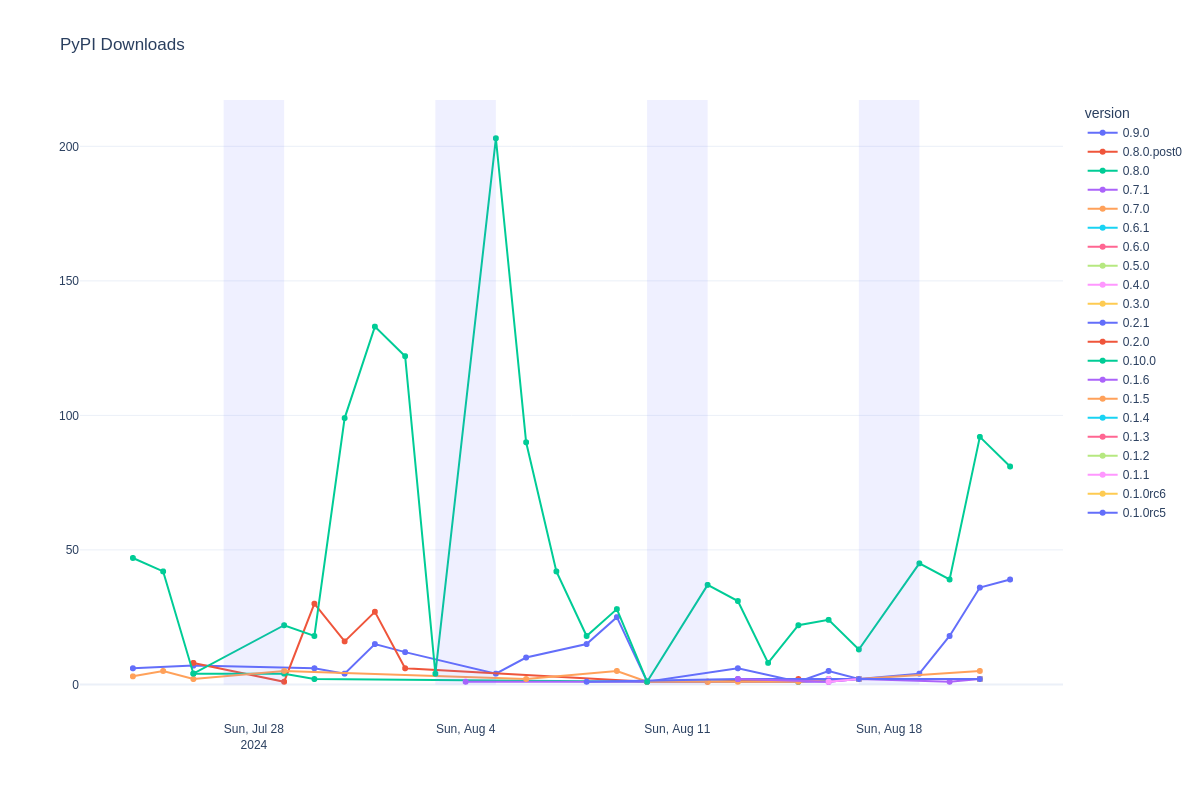 PyPI Downloads
version
0.9.0
0.8.0.post0
0.8.0
0.7.1
0.7.0
0.6.1
0.6.0
0.5.0
0.4.0
0.3.0
0.2.1
0.2.0
0.10.0
0.1.6
0.1.5
0.1.4
0.1.3
0.1.2
0.1.1
0.1.0rc6
0.1.0rc5
200
150
100
50
0
Sun, Jul 28
2024
Sun, Aug 4
Sun, Aug 11
Sun, Aug 18